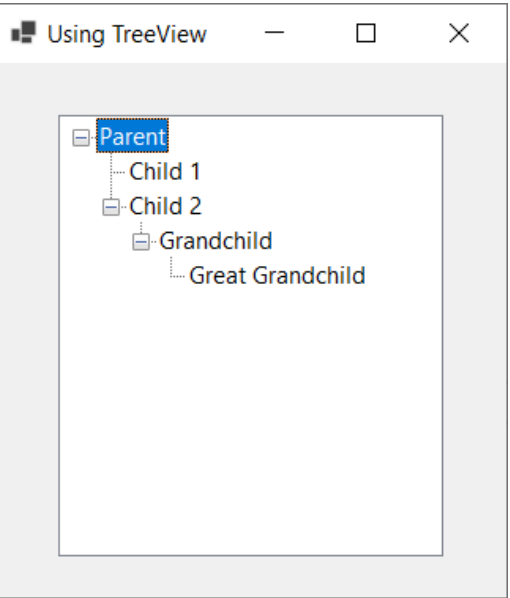 Using TreeView
Parent
Child 1
Child 2
Grandchild
Great Grandchild